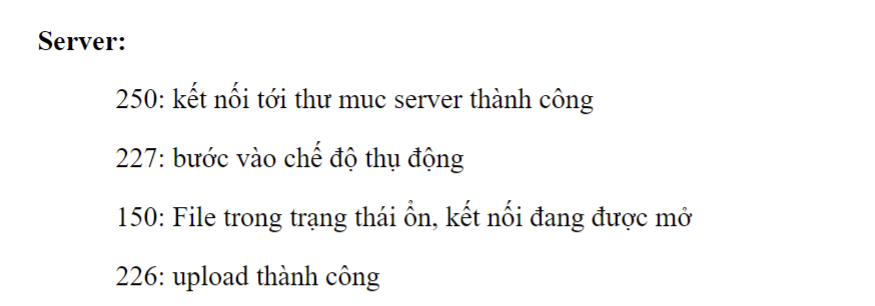 Server:
250: kết nối tới thư muc server thành công
227: bước vào chế độ thụ động
150: File trong trạng thái ổn, kết nối đang được mở
226: upload thành công